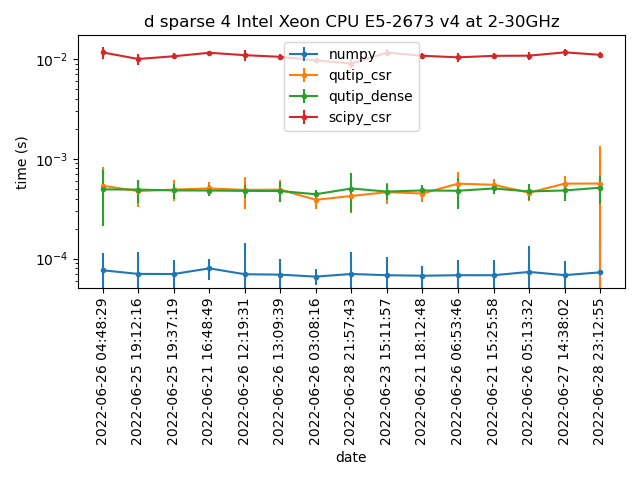 d sparse 4 Intel Xeon CPU E5-2673 v4 at 2-30GHz
numpy
qutip_csr
qutip_dense
scipy_csr
time (s)
10⁻²
10⁻³
10⁻⁴
2022-06-26 04:48:29
2022-06-25 19:12:16
2022-06-25 19:37:19
2022-06-21 16:48:49
2022-06-26 12:19:31
2022-06-26 13:09:39
2022-06-26 03:08:16
2022-06-28 21:57:43
2022-06-23 15:11:57
2022-06-21 18:12:48
2022-06-26 06:53:46
2022-06-21 15:25:58
2022-06-26 05:13:32
2022-06-27 14:38:02
2022-06-28 23:12:55
date